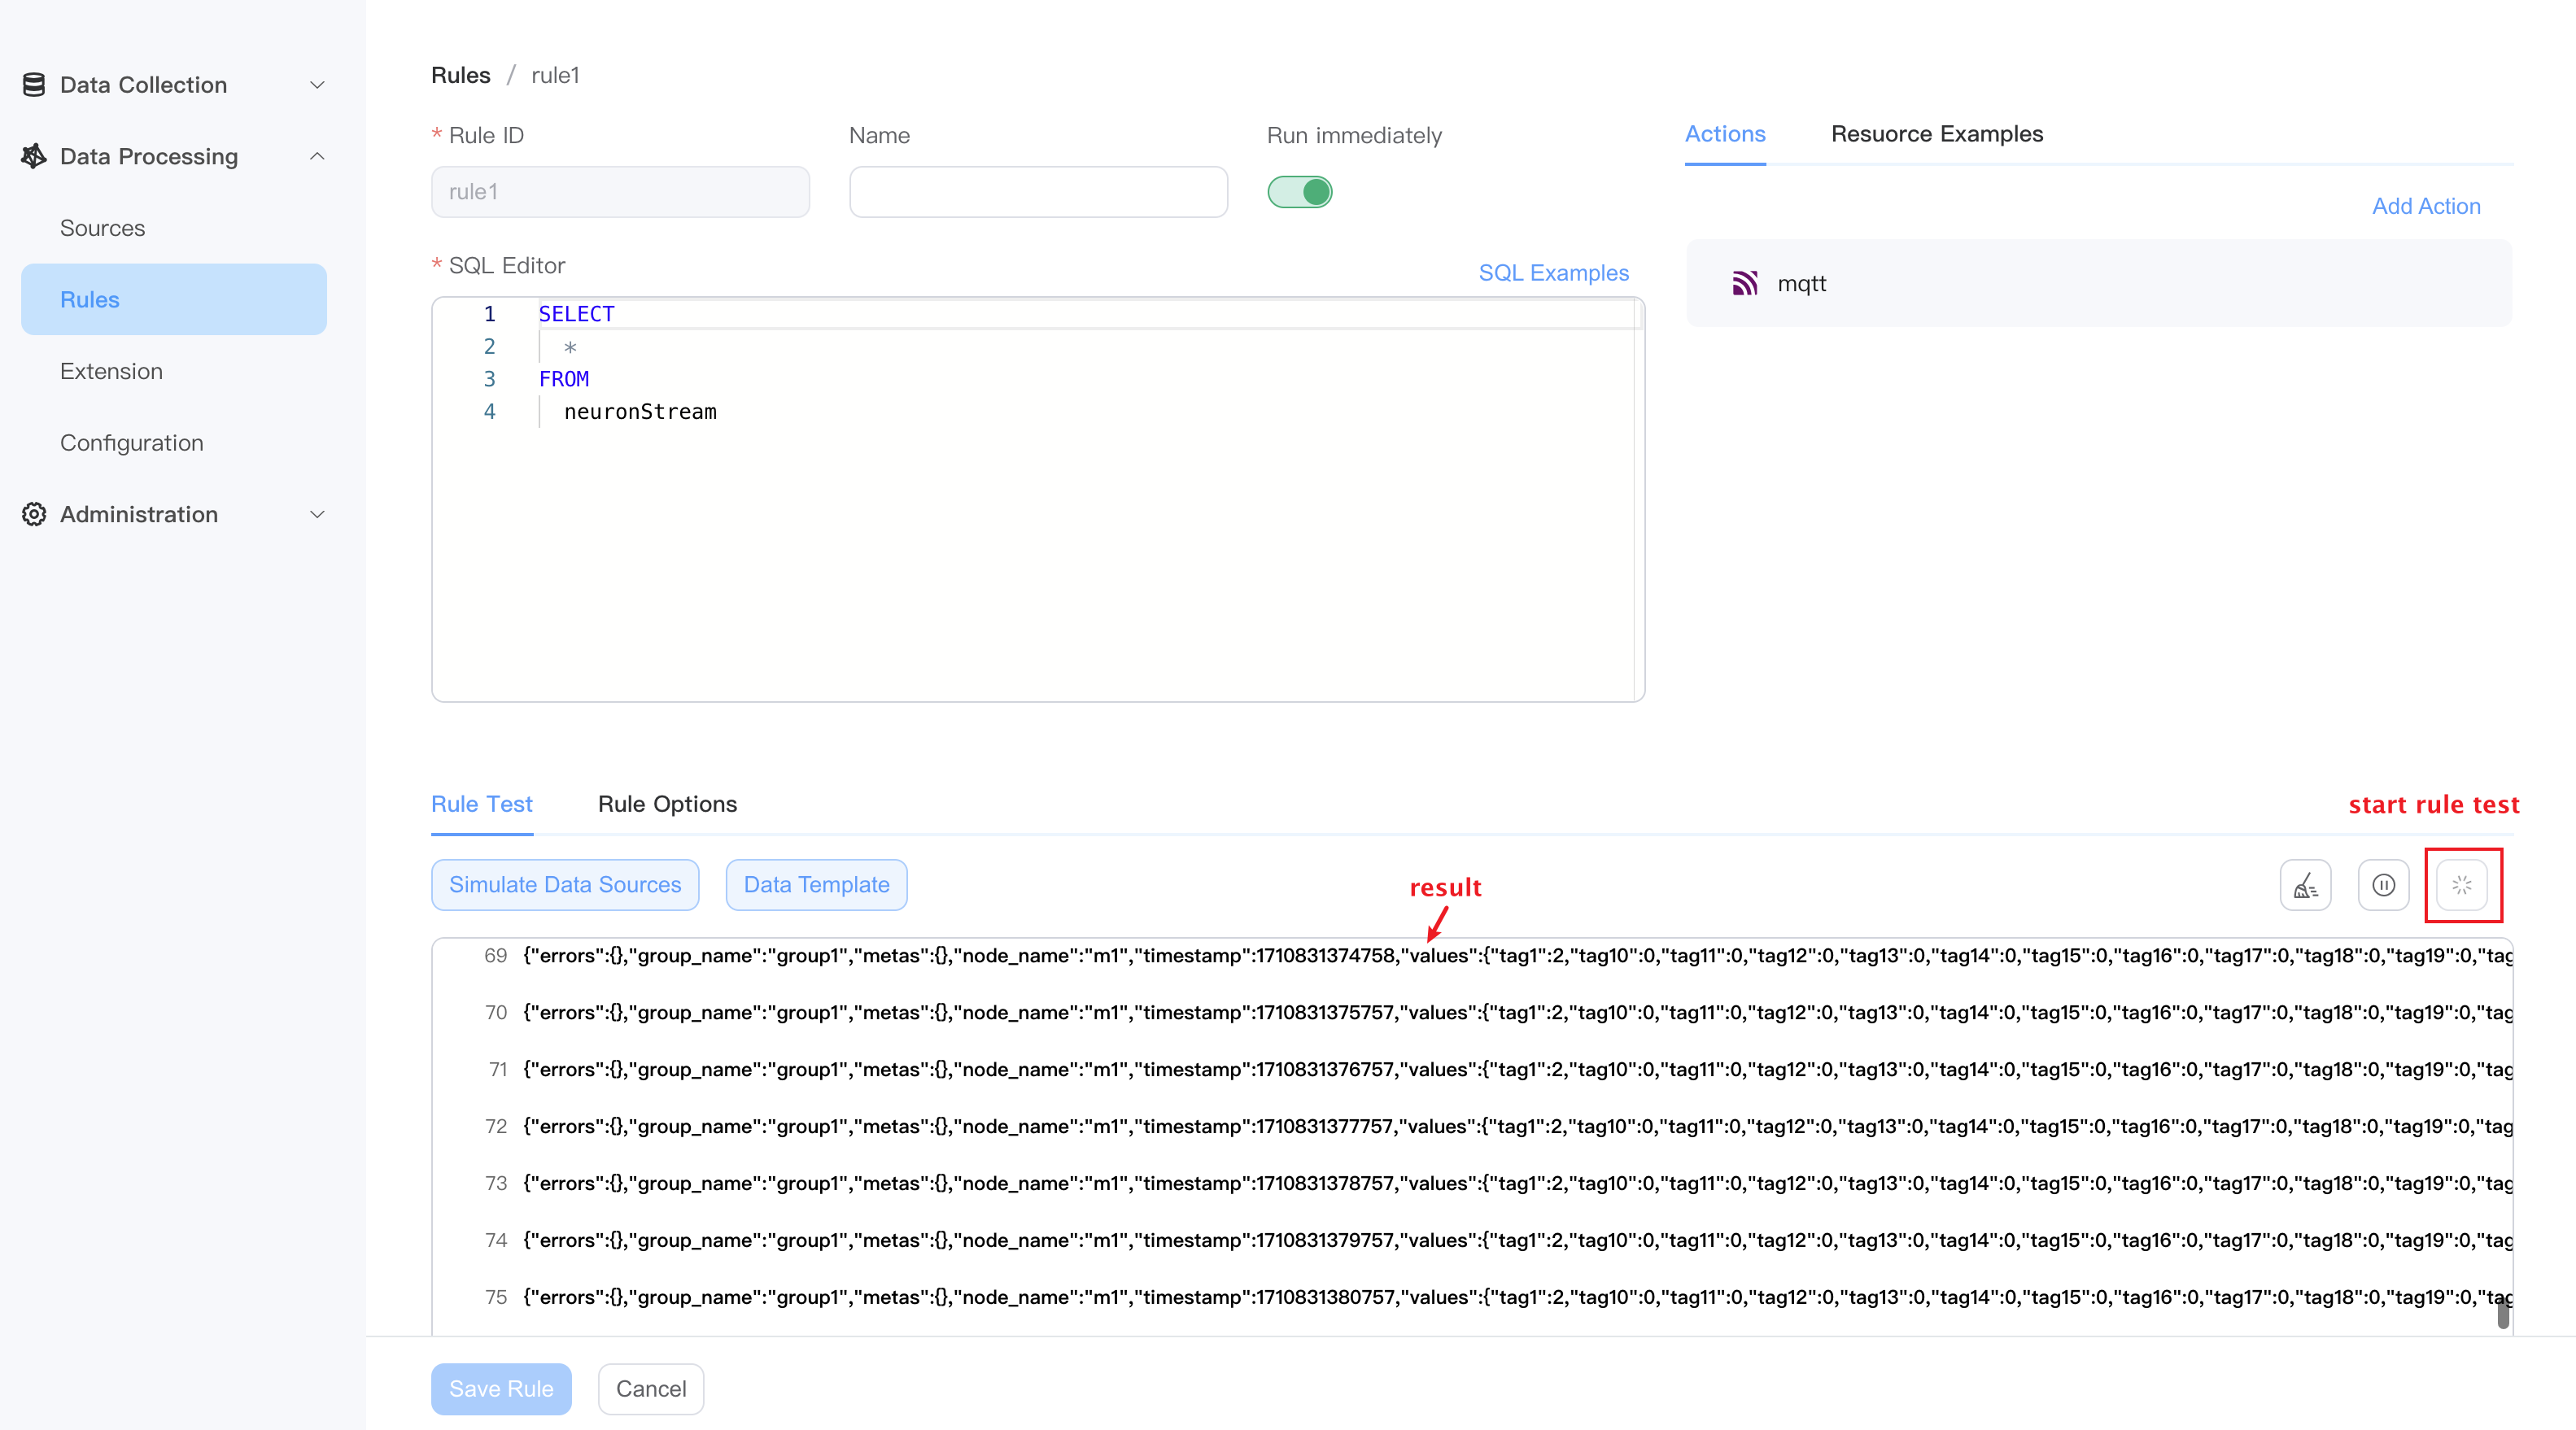 Data Collection
Data Processing
Sources
Rules
Extension
Configuration
Administration
Rules / rule1
* Rule ID
Name
Run immediately
rule1
* SQL Editor
SQL Examples
1 SELECT
2 *
3 FROM
4 neuronStream
Actions
Resuorce Examples
Add Action
mqtt
Rule Test
Rule Options
start rule test
Simulate Data Sources
Data Template
result
69 {"errors":{},"group_name":"group1","metas":{},"node_name":"m1","timestamp":1710831374758,"values":{"tag1":2,"tag10":0,"tag11":0,"tag12":0,"tag13":0,"tag14":0,"tag15":0,"tag16":0,"tag17":0,"tag18":0,"tag19":0,"tag
70 {"errors":{},"group_name":"group1","metas":{},"node_name":"m1","timestamp":1710831375757,"values":{"tag1":2,"tag10":0,"tag11":0,"tag12":0,"tag13":0,"tag14":0,"tag15":0,"tag16":0,"tag17":0,"tag18":0,"tag19":0,"tag
71 {"errors":{},"group_name":"group1","metas":{},"node_name":"m1","timestamp":1710831376757,"values":{"tag1":2,"tag10":0,"tag11":0,"tag12":0,"tag13":0,"tag14":0,"tag15":0,"tag16":0,"tag17":0,"tag18":0,"tag19":0,"tag
72 {"errors":{},"group_name":"group1","metas":{},"node_name":"m1","timestamp":1710831377757,"values":{"tag1":2,"tag10":0,"tag11":0,"tag12":0,"tag13":0,"tag14":0,"tag15":0,"tag16":0,"tag17":0,"tag18":0,"tag19":0,"tag
73 {"errors":{},"group_name":"group1","metas":{},"node_name":"m1","timestamp":1710831378757,"values":{"tag1":2,"tag10":0,"tag11":0,"tag12":0,"tag13":0,"tag14":0,"tag15":0,"tag16":0,"tag17":0,"tag18":0,"tag19":0,"tag
74 {"errors":{},"group_name":"group1","metas":{},"node_name":"m1","timestamp":1710831379757,"values":{"tag1":2,"tag10":0,"tag11":0,"tag12":0,"tag13":0,"tag14":0,"tag15":0,"tag16":0,"tag17":0,"tag18":0,"tag19":0,"tag
75 {"errors":{},"group_name":"group1","metas":{},"node_name":"m1","timestamp":1710831380757,"values":{"tag1":2,"tag10":0,"tag11":0,"tag12":0,"tag13":0,"tag14":0,"tag15":0,"tag16":0,"tag17":0,"tag18":0,"tag19":0,"tag
Save Rule
Cancel